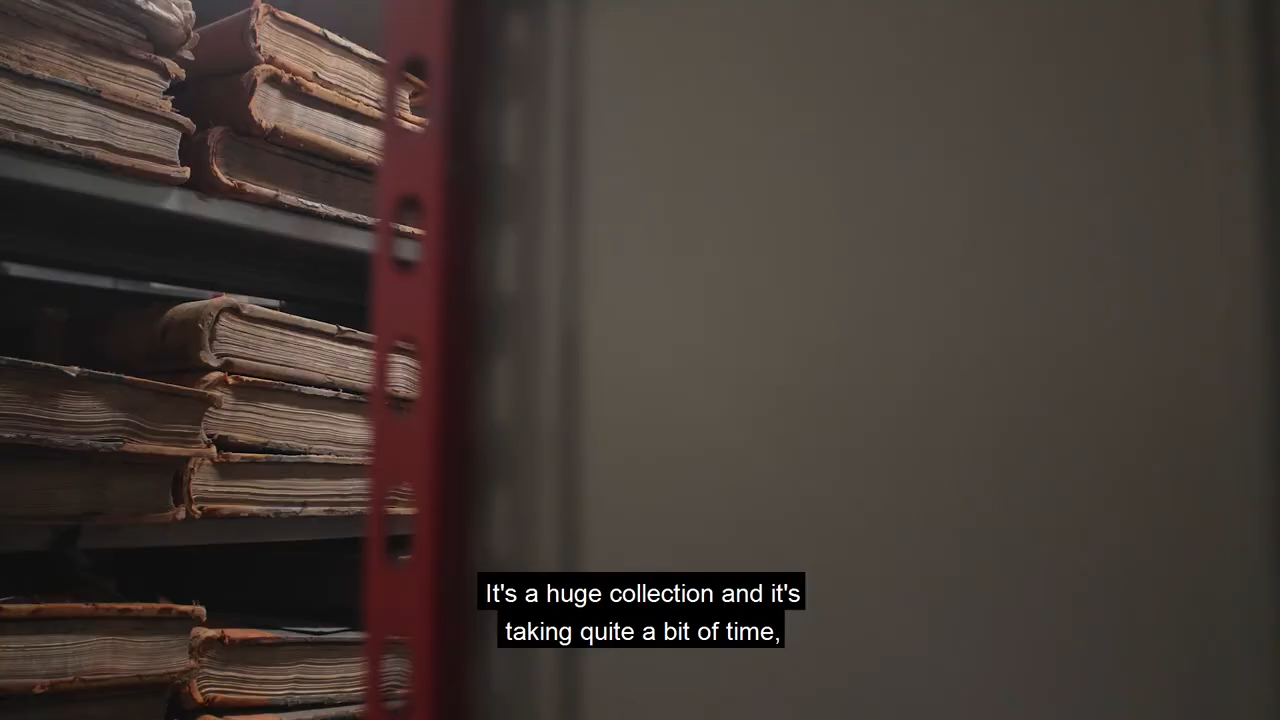 It's a huge collection and it's
taking quite a bit of time,